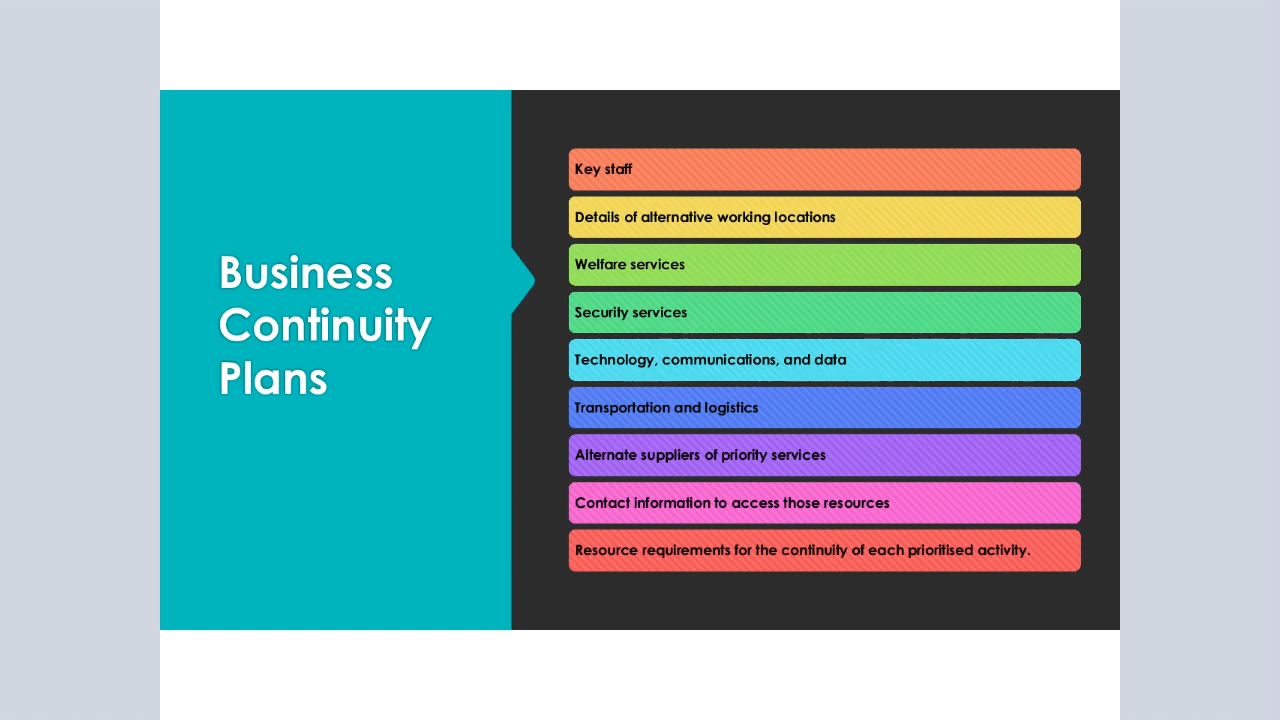 Business
Continuity
Plans
Key staff
Details of alternative working locations
Welfare services
Security services
Technology, communications, and data
Transportation and logistics
Alternate suppliers of priority services
Contact information to access those resources
Resource requirements for the continuity of each prioritised activity.